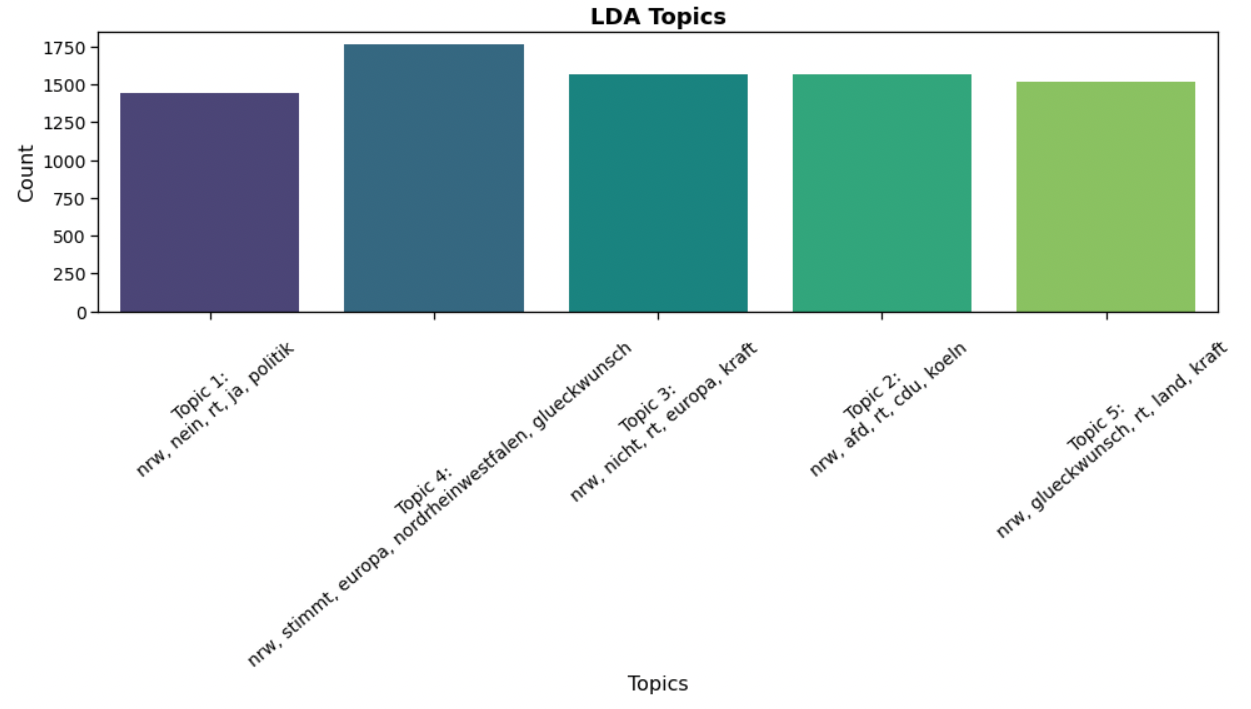 LDA Topics
1750
1500
1250
1000
750
500
250
0
Count
Topic 1:
nrw, nein, rt, ja, politik
Topic 4:
nrw, stimmt, europa, nordrheinwestfalen, glueckwunsch
Topic 3:
nrw, nicht, rt, europa, kraft
Topic 2:
nrw, afd, rt, cdu, koeln
Topic 5:
nrw, glueckwunsch, rt, land, kraft
Topics